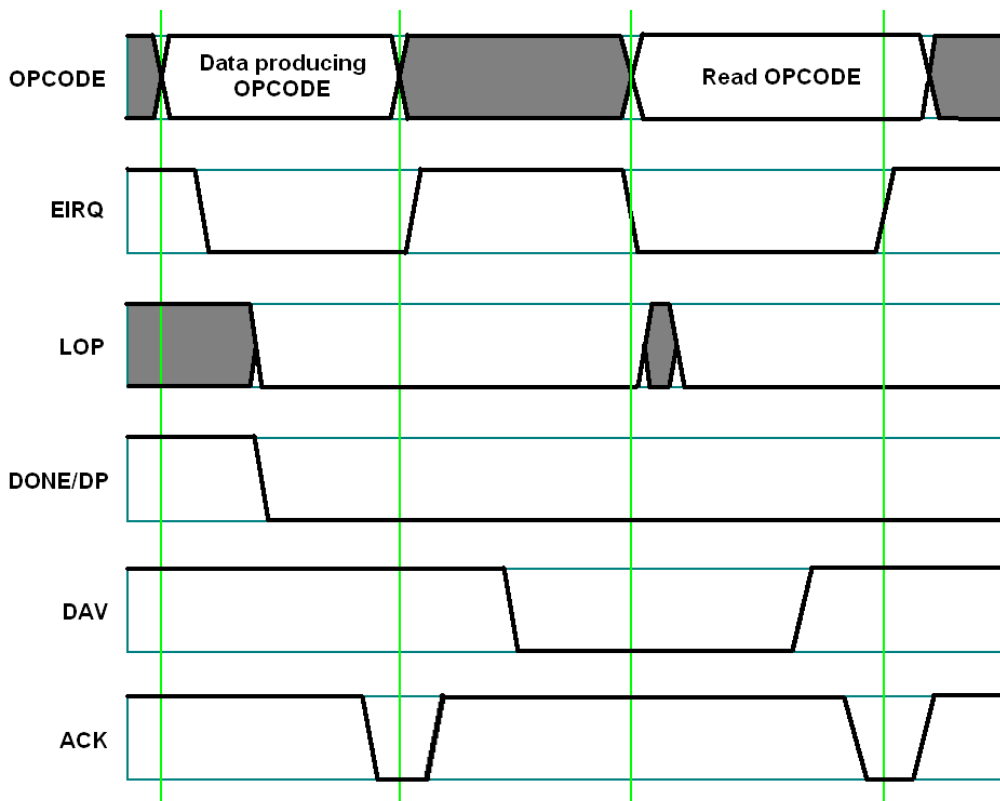 OPCODE
Data producing
OPCODE
Read OPCODE
EIRQ
LOP
DONE/DP
DAV
ACK